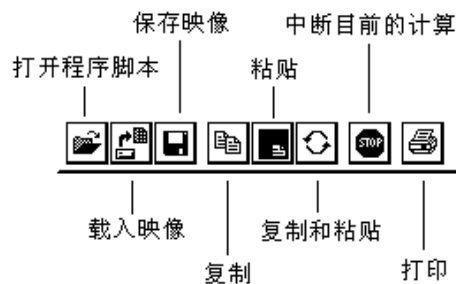 保存映像
中断目前的计算
打开程序脚本
粘贴
STOP
载入映像
复制和粘贴
复制
打印